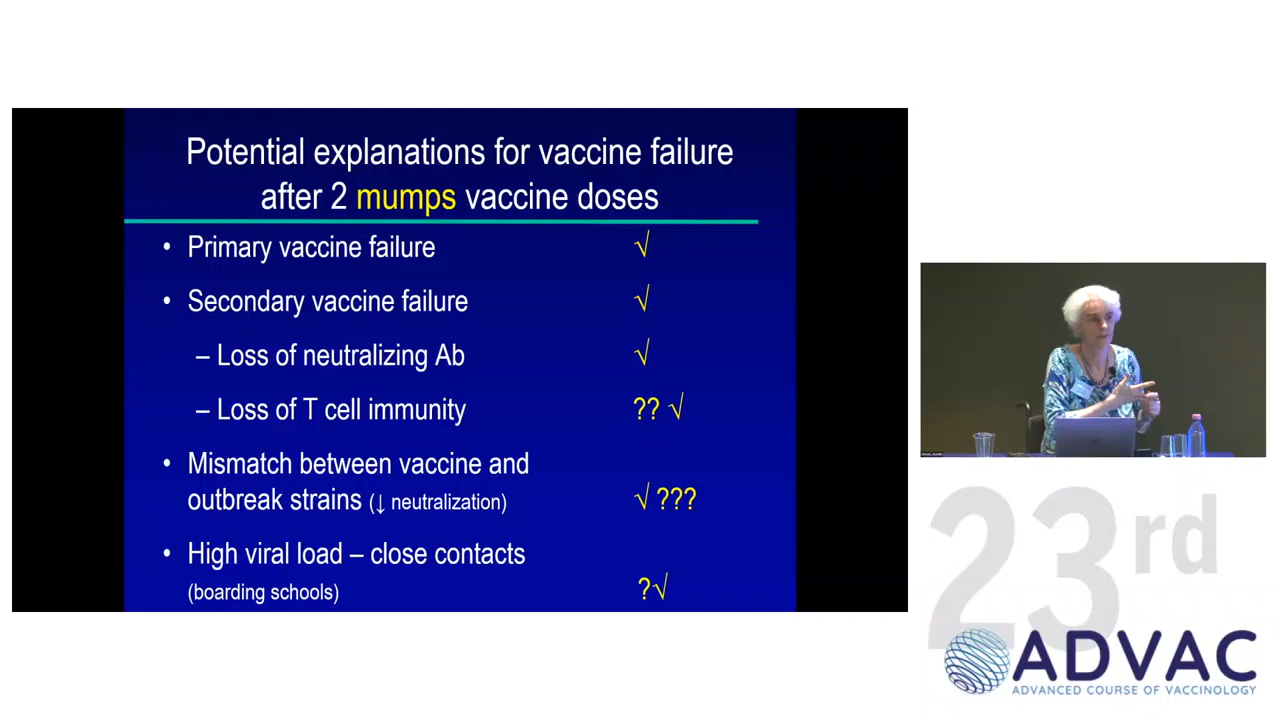 Potential explanations for vaccine failure
after 2 mumps vaccine doses
• Primary vaccine failure √
• Secondary vaccine failure √
– Loss of neutralizing Ab √
– Loss of T cell immunity ?? √
• Mismatch between vaccine and
outbreak strains (↓ neutralization) √ ???
• High viral load – close contacts
(boarding schools) ?√
23rd
ADVAC
ADVANCED COURSE OF VACCINOLOGY